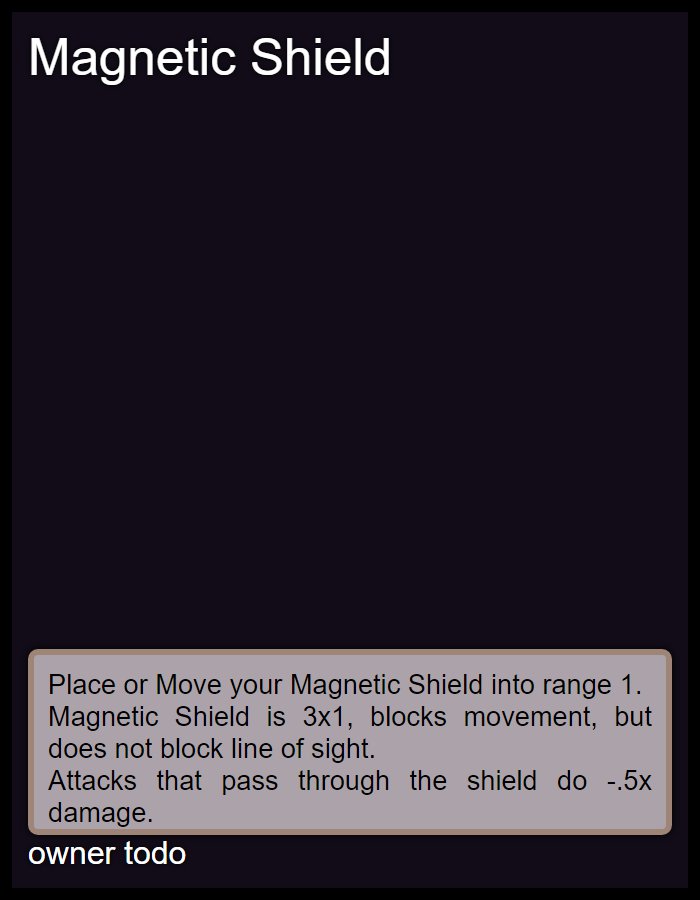 Magnetic Shield
Place or Move your Magnetic Shield into range 1.
Magnetic Shield is 3x1, blocks movement, but
does not block line of sight.
Attacks that pass through the shield do -.5x
damage.
owner todo